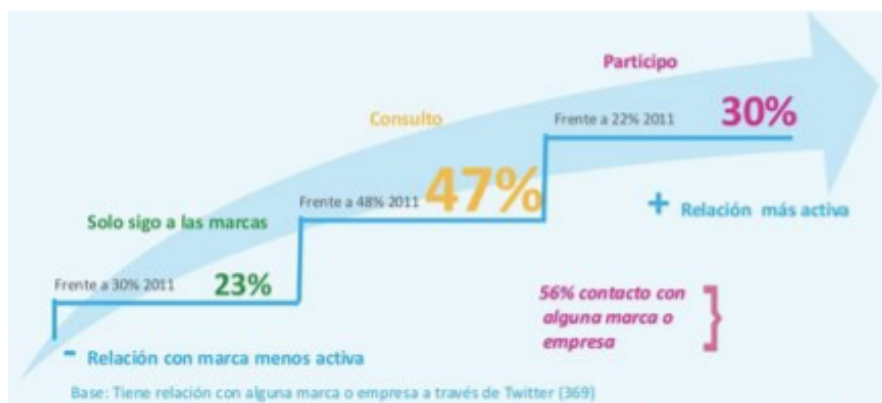 Participo
Frente a 22% 2011 30%
Consulto
Frente a 48% 2011 47%
+ Relación más activa
Solo sigo a las marcas
Frente a 30% 2011 23%
56% contacto con
alguna marca o
empresa
- Relación con marca menos activa
Base: Tiene relación con alguna marca o empresa a través de Twitter (369)